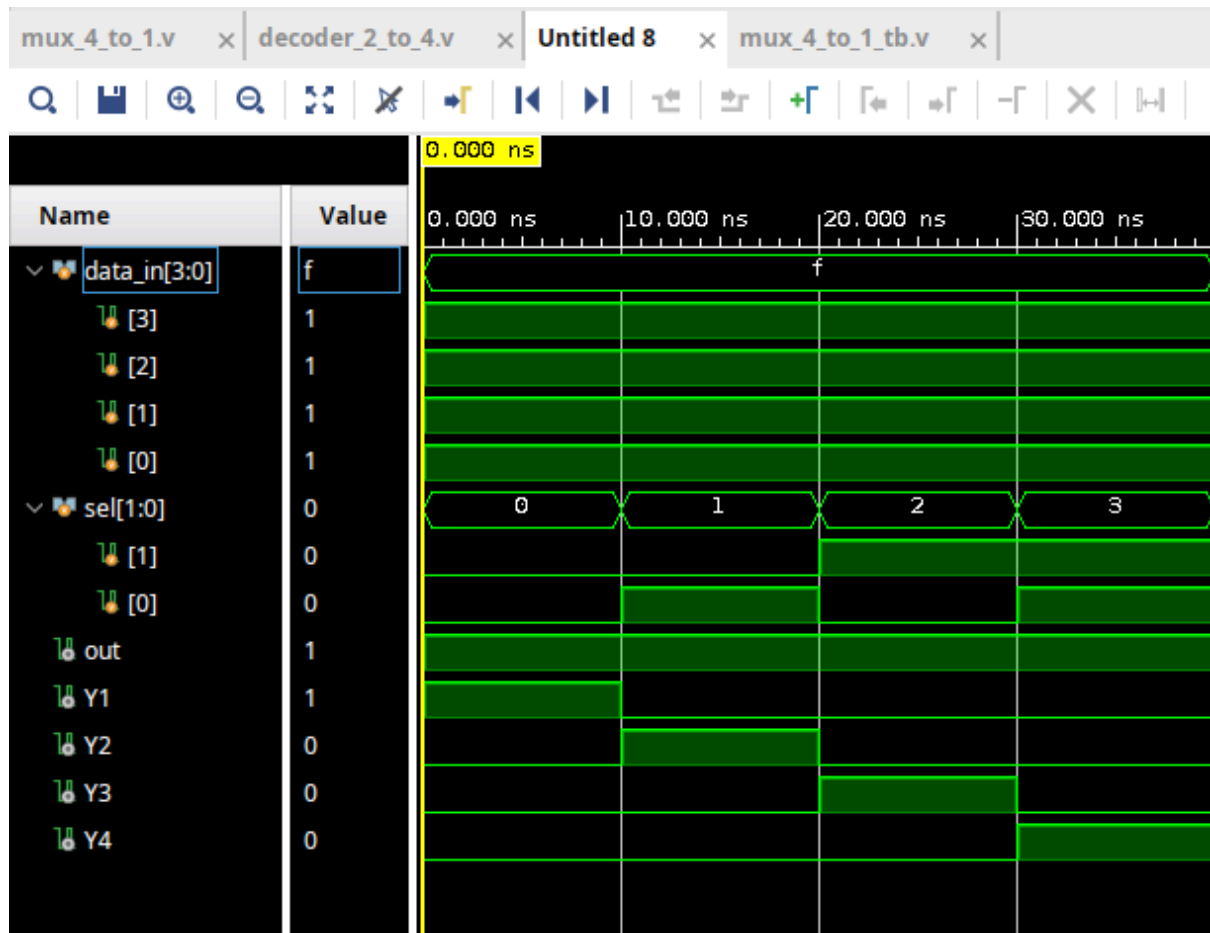 mux_4_to_1.v × decoder_2_to_4.v × Untitled 8 × mux_4_to_1_tb.v ×
0.000 ns
Name Value 0.000 ns 10.000 ns 20.000 ns 30.000 ns
data_in[3:0] f f
[3] 1
[2] 1
[1] 1
[0] 1
sel[1:0] 0 0 1 2 3
[1] 0
[0] 0
out 1
Y1 1
Y2 0
Y3 0
Y4 0